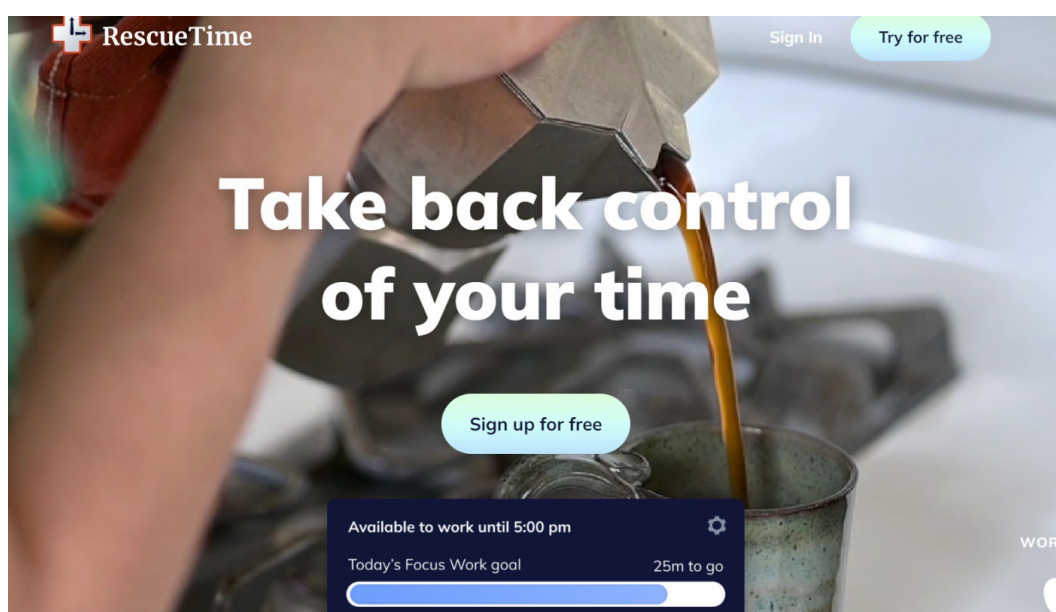 RescueTime
Sign In
Try for free
Take back control
of your time
Sign up for free
Available to work until 5:00 pm
Today's Focus Work goal
25m to go
WOR